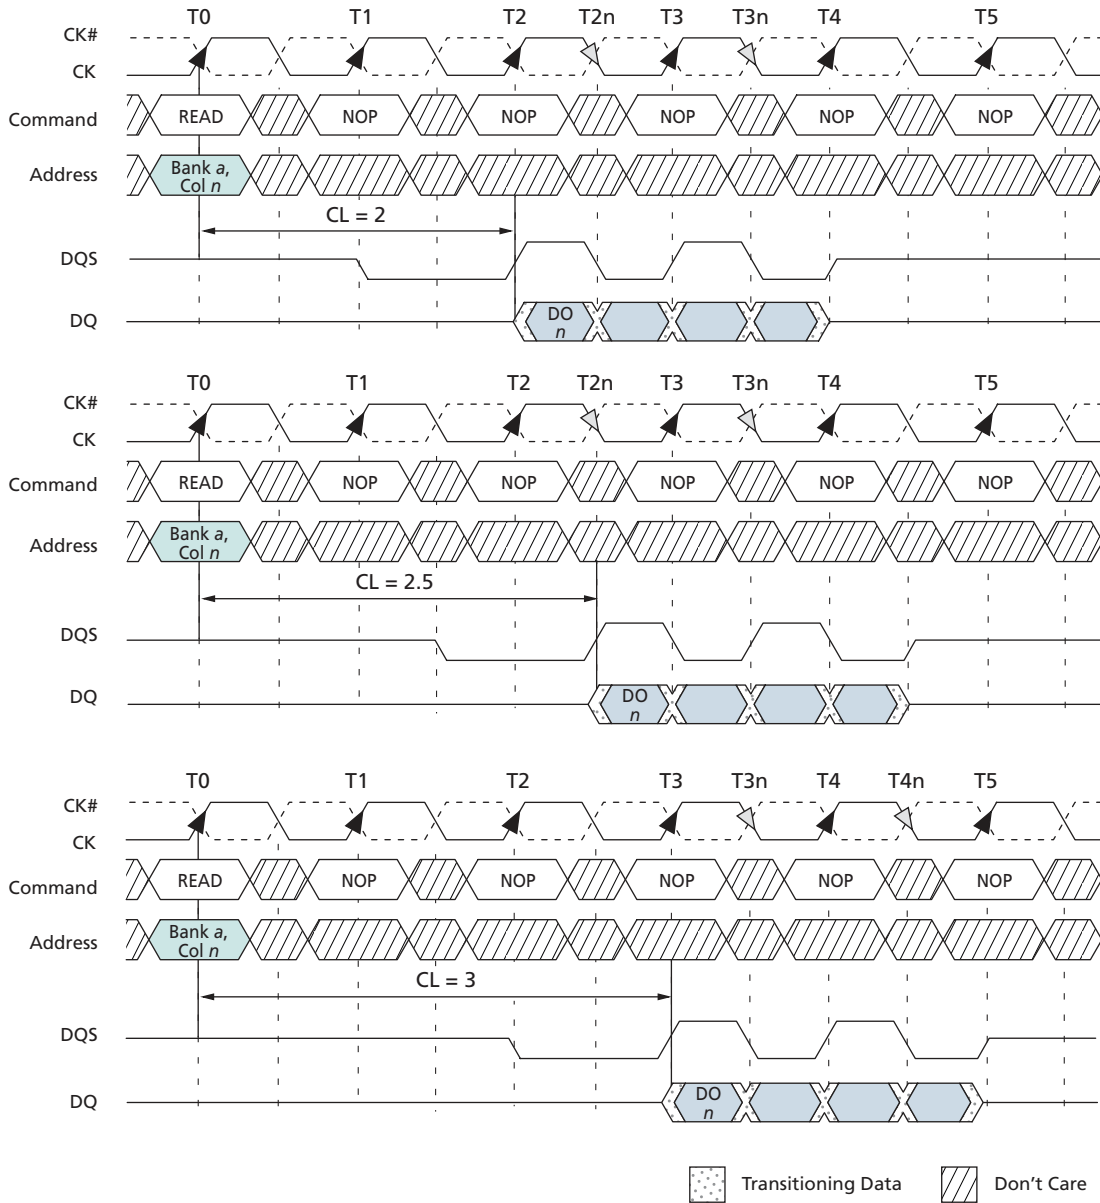 T0 T1 T2 T2n T3 T3n T4 T5
CK#
CK
Command READ NOP NOP NOP NOP NOP
Address Bank a,
Col n
CL = 2
DQS
DQ DO
n
T0 T1 T2 T2n T3 T3n T4 T5
CK#
CK
Command READ NOP NOP NOP NOP NOP
Address Bank a,
Col n
CL = 2.5
DQS
DQ DO
n
T0 T1 T2 T3 T3n T4 T4n T5
CK#
CK
Command READ NOP NOP NOP NOP NOP
Address Bank a,
Col n
CL = 3
DQS
DQ DO
n
Transitioning Data Don't Care